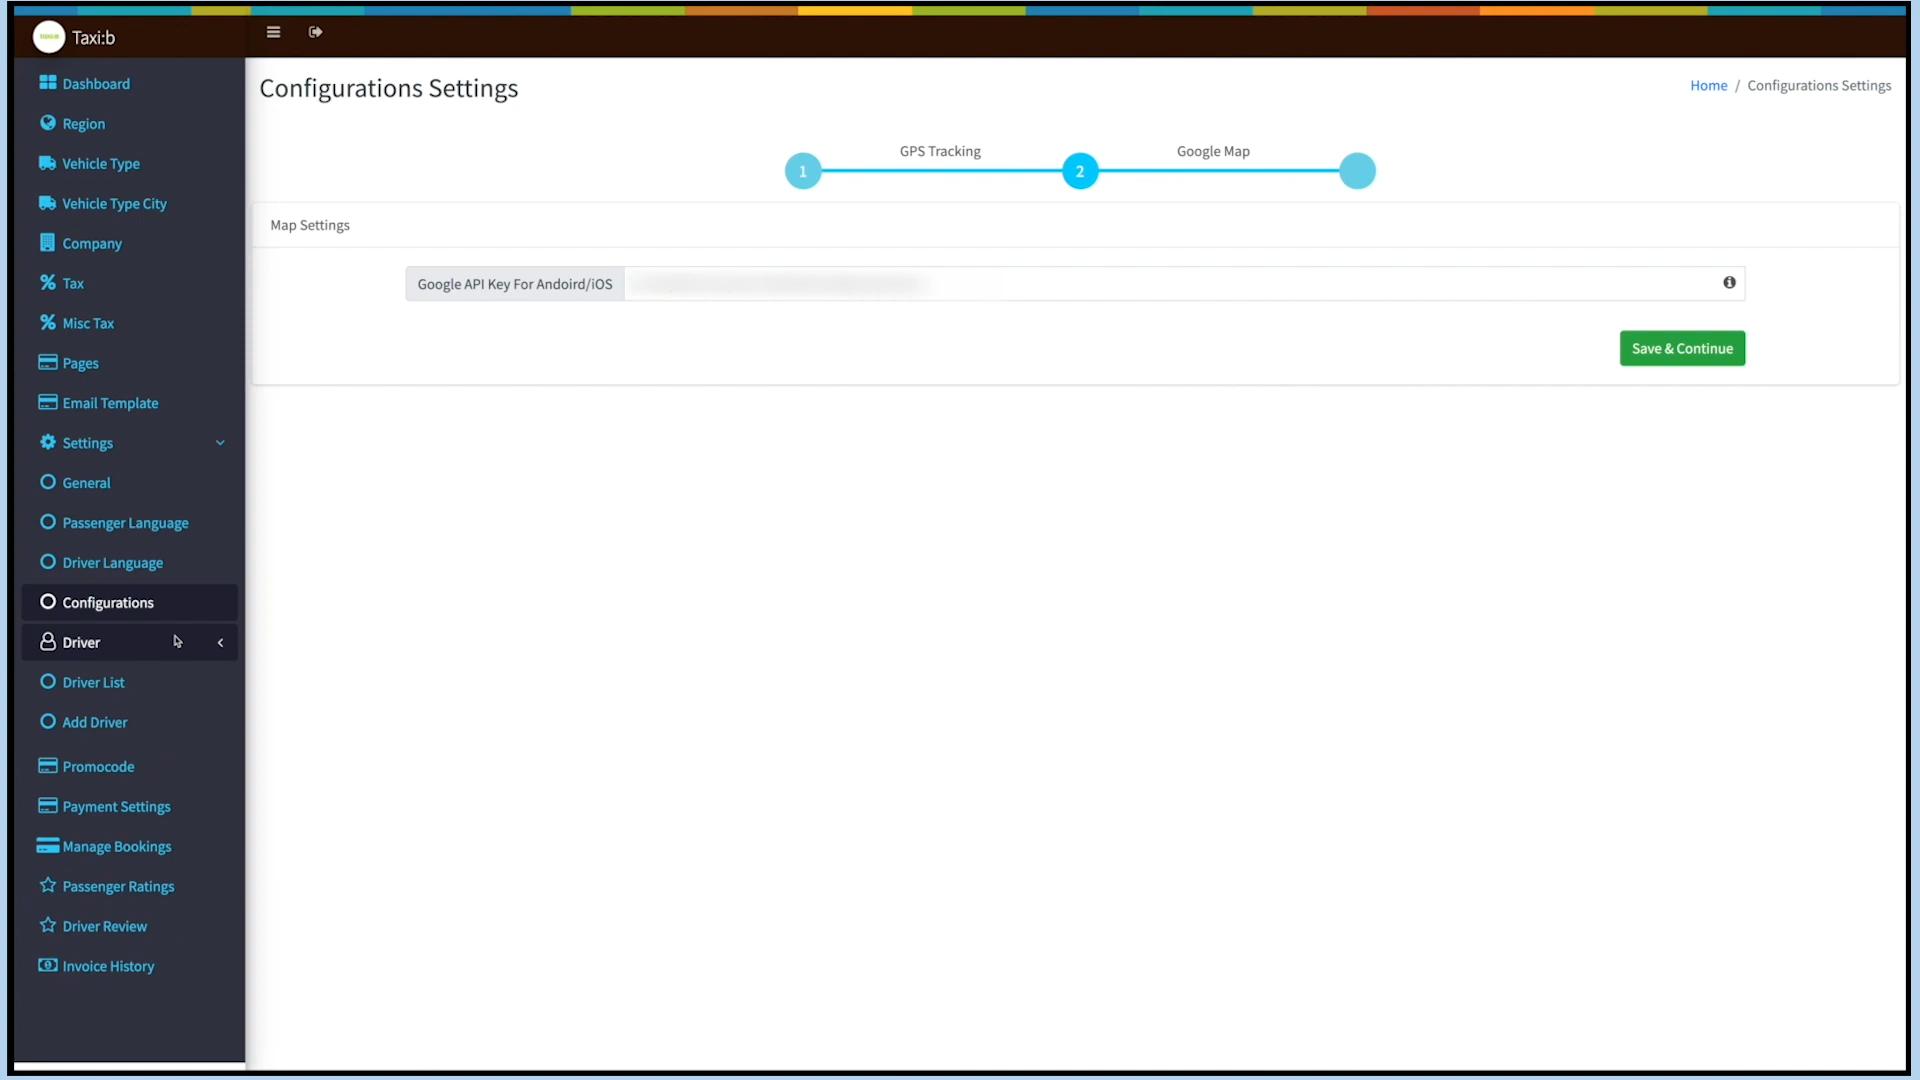 Taxi:b
Dashboard
Region
Vehicle Type
Vehicle Type City
Company
Tax
Misc Tax
Pages
Email Template
Settings
General
Passenger Language
Driver Language
Configurations
Driver
Driver List
Add Driver
Promocode
Payment Settings
Manage Bookings
Passenger Ratings
Driver Review
Invoice History
Configurations Settings
Home / Configurations Settings
GPS Tracking
Google Map
1
2
Map Settings
Google API Key For Andoird/iOS
Save & Continue